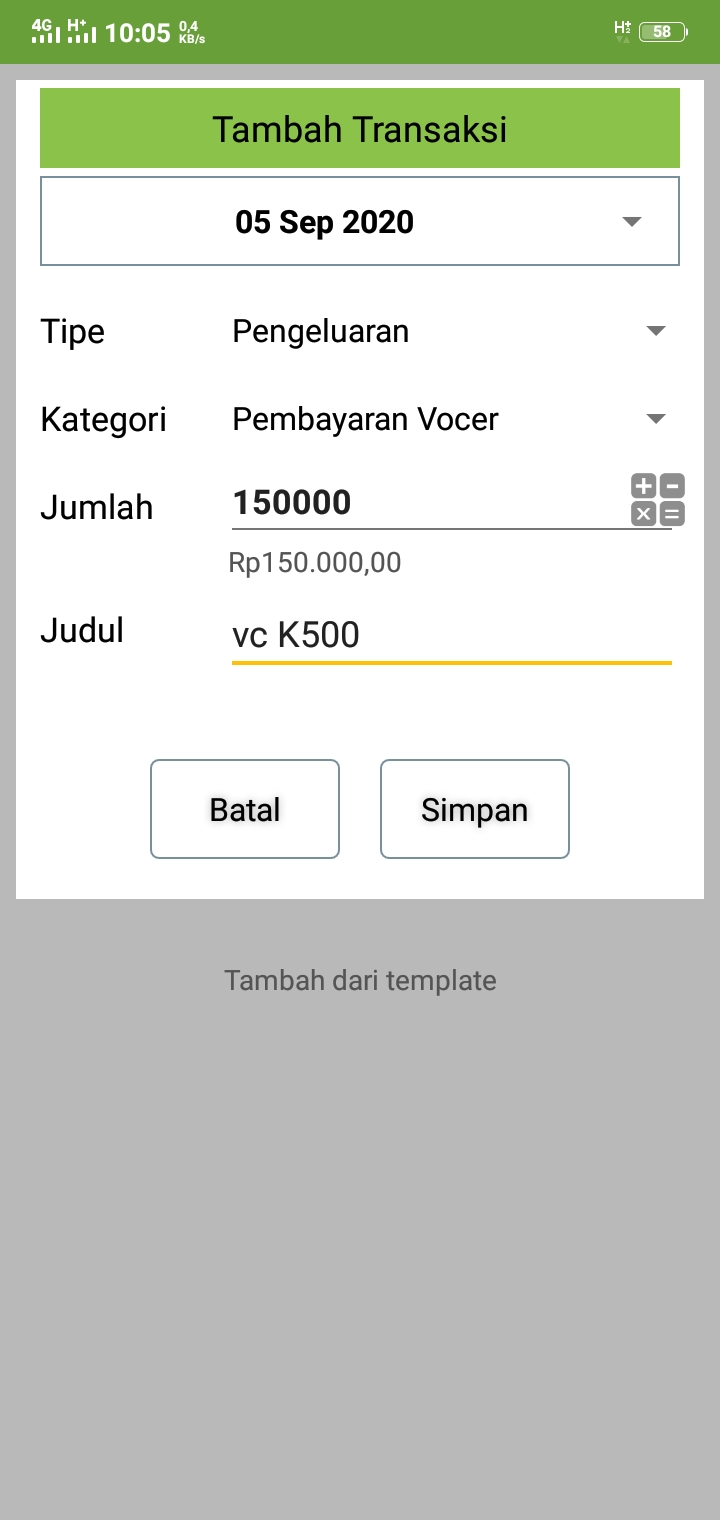 4G H+ 10:05 0,4 KB/s H+ 2 58
Tambah Transaksi
05 Sep 2020
Tipe Pengeluaran
Kategori Pembayaran Vocer
Jumlah 150000
Rp150.000,00
Judul vc K500
Batal Simpan
Tambah dari template